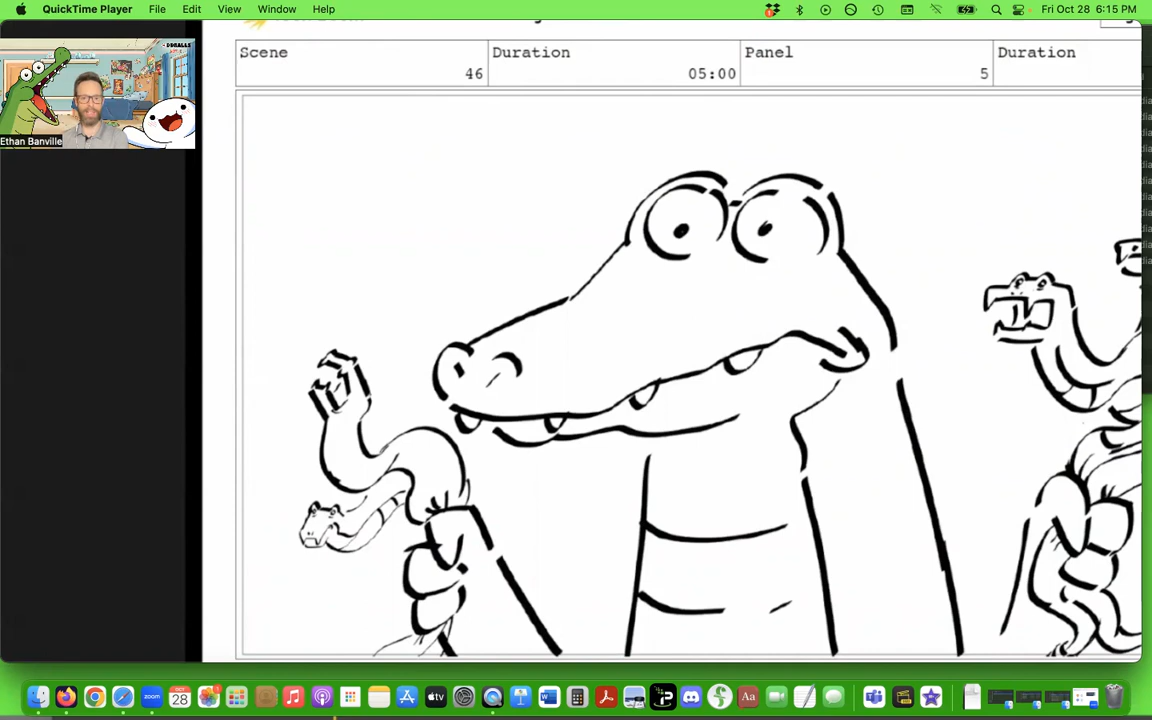 QuickTime Player File Edit View Window Help Fri Oct 28 6:15 PM
Scene Duration Panel Duration
46 05:00 5
Ethan Banville